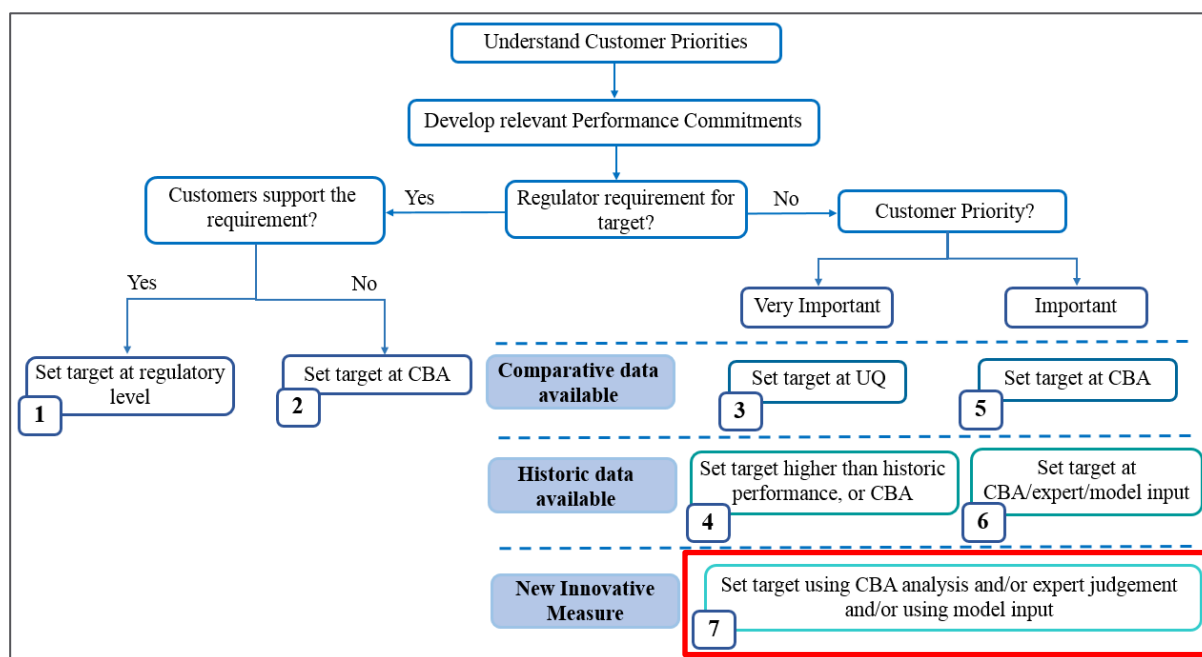 Understand Customer Priorities
Develop relevant Performance Commitments
Customers support the
requirement?
Yes
Regulator requirement for
target?
No
Customer Priority?
Yes
No
Very Important
Important
Set target at regulatory
level
1
Set target at CBA
2
Comparative data
available
Set target at UQ
3
Set target at CBA
5
Historic data
available
Set target higher than historic
performance, or CBA
4
Set target at
CBA/expert/model input
6
New Innovative
Measure
Set target using CBA analysis and/or expert judgement
and/or using model input
7